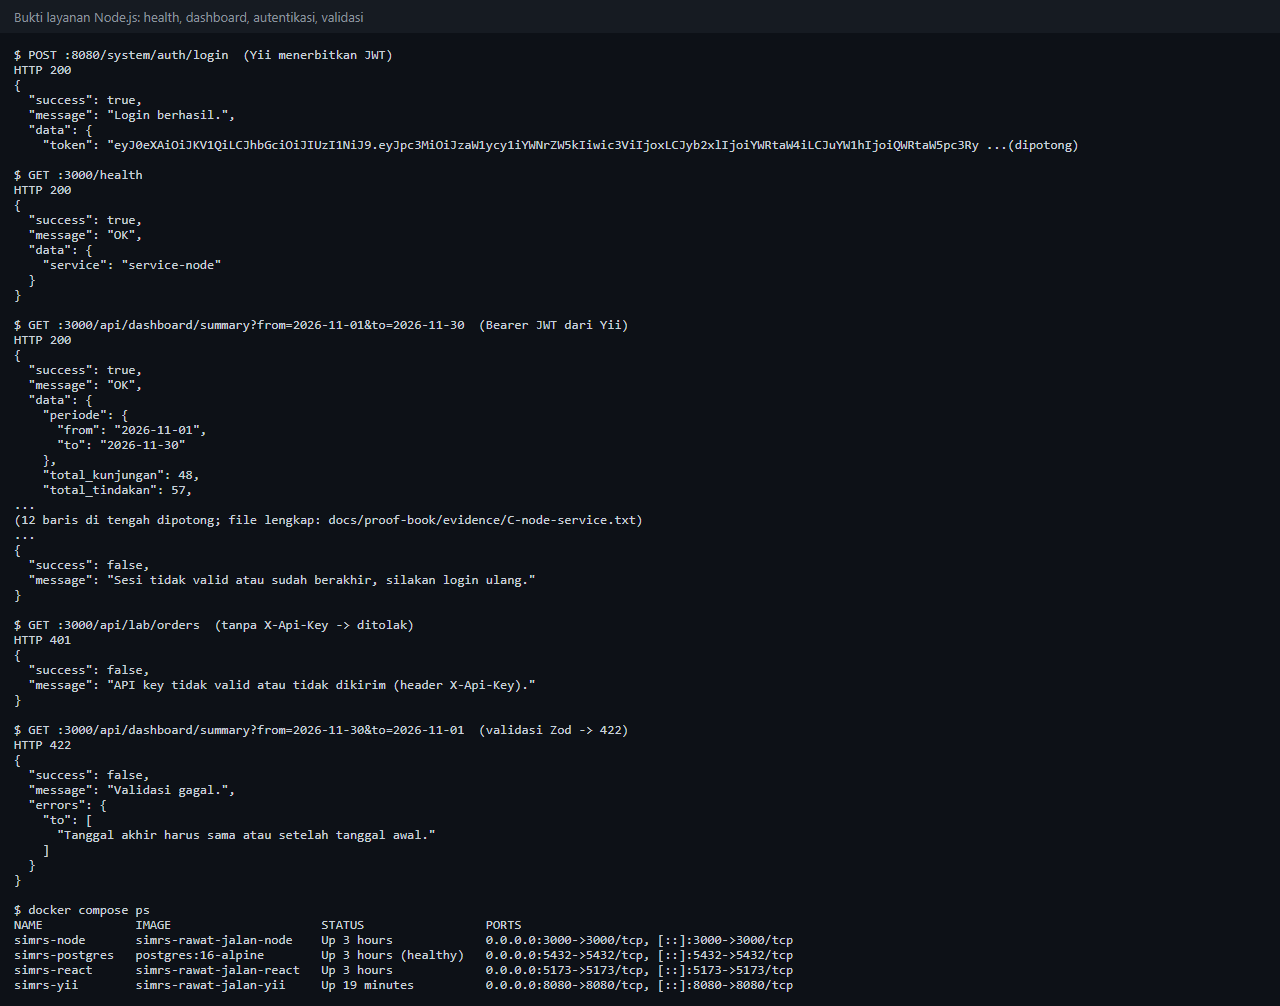 Bukti layanan Node.js: health, dashboard, autentikasi, validasi
$ POST :8080/system/auth/login  (Yii menerbitkan JWT)
HTTP 200
{
  "success": true,
  "message": "Login berhasil.",
  "data": {
    "token": "eyJ0eXAiOiJKV1QiLCJhbGciOiJIUzI1NiJ9.eyJpc3MiOiJzaW1ycy1iYWNrZW5kIiwic3ViIjoxLCJyb2xlIjoiYWRtaW4iLCJuYW1hIjoiQWRtaW5pc3Ry ...(dipotong)
$ GET :3000/health
HTTP 200
{
  "success": true,
  "message": "OK",
  "data": {
    "service": "service-node"
  }
}
$ GET :3000/api/dashboard/summary?from=2026-11-01&to=2026-11-30  (Bearer JWT dari Yii)
HTTP 200
{
  "success": true,
  "message": "OK",
  "data": {
    "periode": {
      "from": "2026-11-01",
      "to": "2026-11-30"
    },
    "total_kunjungan": 48,
    "total_tindakan": 57,
...
(12 baris di tengah dipotong; file lengkap: docs/proof-book/evidence/C-node-service.txt)
...
{
  "success": false,
  "message": "Sesi tidak valid atau sudah berakhir, silakan login ulang."
}
$ GET :3000/api/lab/orders  (tanpa X-Api-Key -> ditolak)
HTTP 401
{
  "success": false,
  "message": "API key tidak valid atau tidak dikirim (header X-Api-Key)."
}
$ GET :3000/api/dashboard/summary?from=2026-11-30&to=2026-11-01  (validasi Zod -> 422)
HTTP 422
{
  "success": false,
  "message": "Validasi gagal.",
  "errors": {
    "to": [
      "Tanggal akhir harus sama atau setelah tanggal awal."
    ]
  }
}
$ docker compose ps
NAME             IMAGE                     STATUS                 PORTS
simrs-node       simrs-rawat-jalan-node    Up 3 hours             0.0.0.0:3000->3000/tcp, [::]:3000->3000/tcp
simrs-postgres   postgres:16-alpine        Up 3 hours (healthy)   0.0.0.0:5432->5432/tcp, [::]:5432->5432/tcp
simrs-react      simrs-rawat-jalan-react   Up 3 hours             0.0.0.0:5173->5173/tcp, [::]:5173->5173/tcp
simrs-yii        simrs-rawat-jalan-yii     Up 19 minutes          0.0.0.0:8080->8080/tcp, [::]:8080->8080/tcp